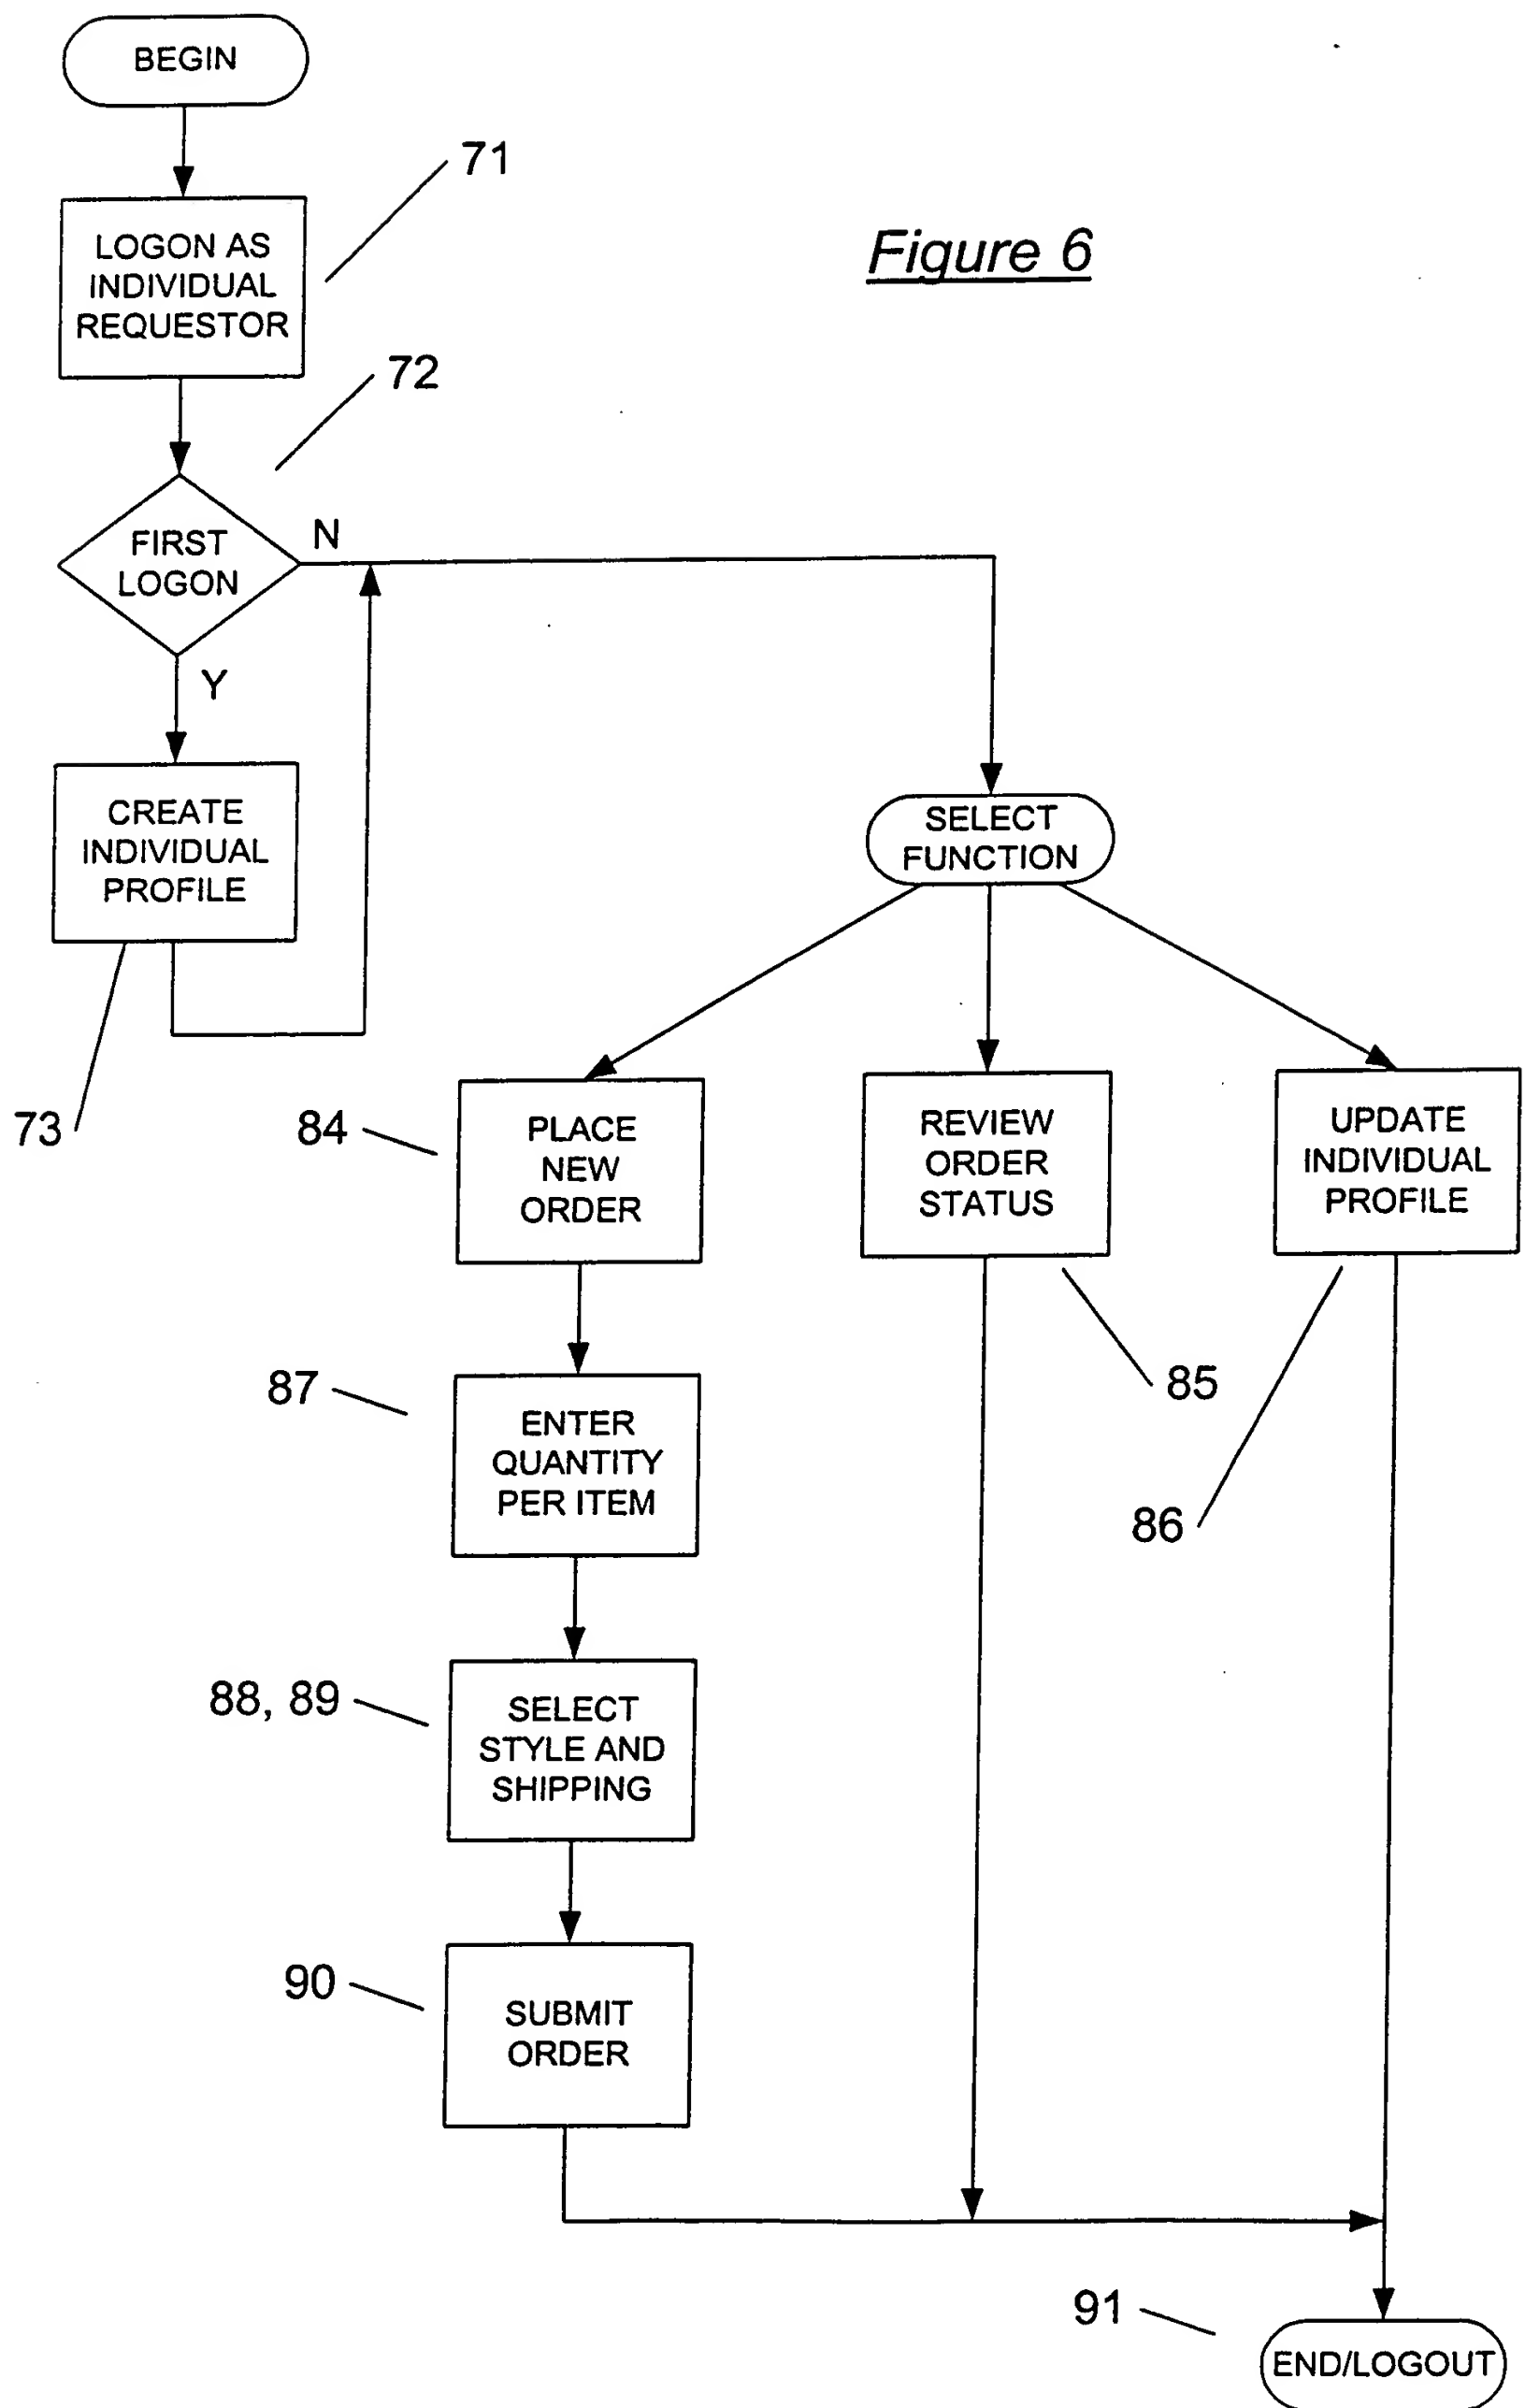 BEGIN
71
LOGON AS
INDIVIDUAL
REQUESTOR
Figure 6
72
FIRST
LOGON
N
Y
CREATE
INDIVIDUAL
PROFILE
73
SELECT
FUNCTION
84
PLACE
NEW
ORDER
REVIEW
ORDER
STATUS
UPDATE
INDIVIDUAL
PROFILE
85
86
87
ENTER
QUANTITY
PER ITEM
88, 89
SELECT
STYLE AND
SHIPPING
90
SUBMIT
ORDER
91
END/LOGOUT